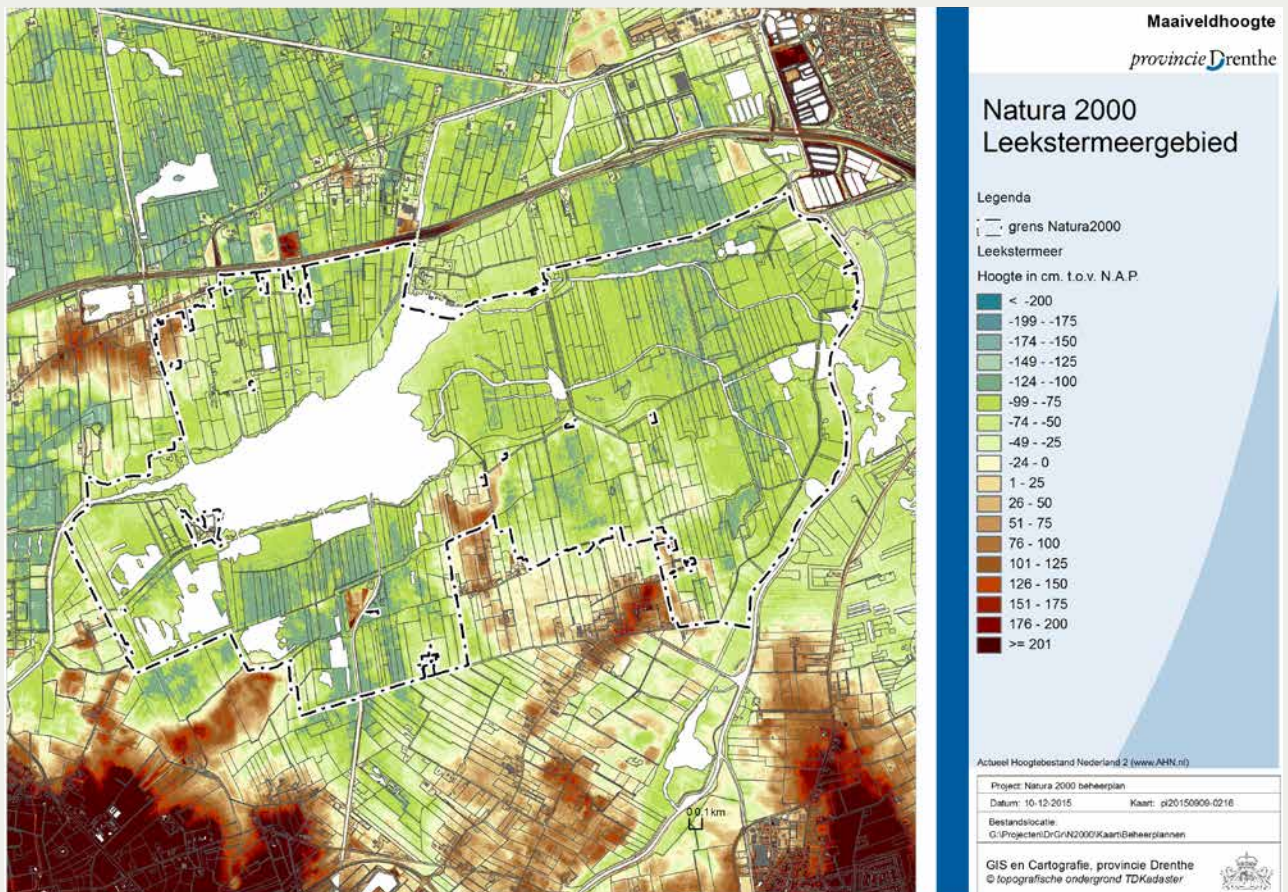 Maaiveldhoogte
provincie Drenthe
Natura 2000
Leekstermeergebied
Legenda
grens Natura2000
Leekstermeer
Hoogte in cm. t.o.v. N.A.P.
< -200
-199 - -175
-174 - -150
-149 - -125
-124 - -100
-99 - -75
-74 - -50
-49 - -25
-24 - 0
1 - 25
26 - 50
51 - 75
76 - 100
101 - 125
126 - 150
151 - 175
176 - 200
>= 201
0 0.1 km
Actueel Hoogtebestand Nederland 2 (www.AHN.nl)
Project: Natura 2000 beheerplan
Datum: 10-12-2015 Kaart: pl20150909-0216
Bestandslocatie:
G:\Projecten\DrGr\N2000\Kaart\Beheerplannen
GIS en Cartografie, provincie Drenthe
© topografische ondergrond TDKadaster